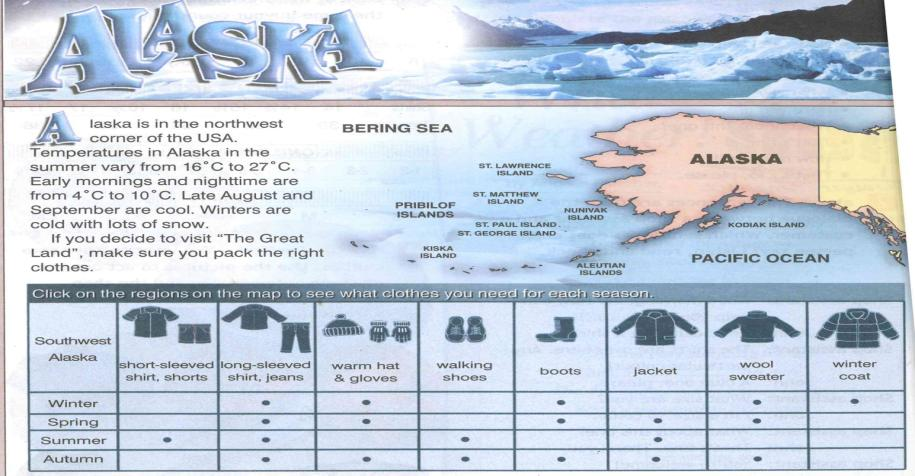 ALASKA
Alaska is in the northwest
corner of the USA.
Temperatures in Alaska in the
summer vary from 16˚C to 27˚C.
Early mornings and nighttime are
from 4˚C to 10˚C. Late August and
September are cool. Winters are
cold with lots of snow.
If you decide to visit "The Great
Land", make sure you pack the right
clothes.
BERING SEA
ALASKA
ST. LAWRENCE
ISLAND
ST. MATTHEW
ISLAND
PRIBILOF
ISLANDS
NUNIVAK
ISLAND
ST. PAUL ISLAND
ST. GEORGE ISLAND
KODIAK ISLAND
KISKA
ISLAND
ALEUTIAN
ISLANDS
PACIFIC OCEAN
Click on the regions on the map to see what clothes you need for each season.
Southwest
Alaska
short-sleeved
shirt, shorts
long-sleeved
shirt, jeans
warm hat
& gloves
walking
shoes
boots
jacket
wool
sweater
winter
coat
Winter
Spring
Summer
Autumn